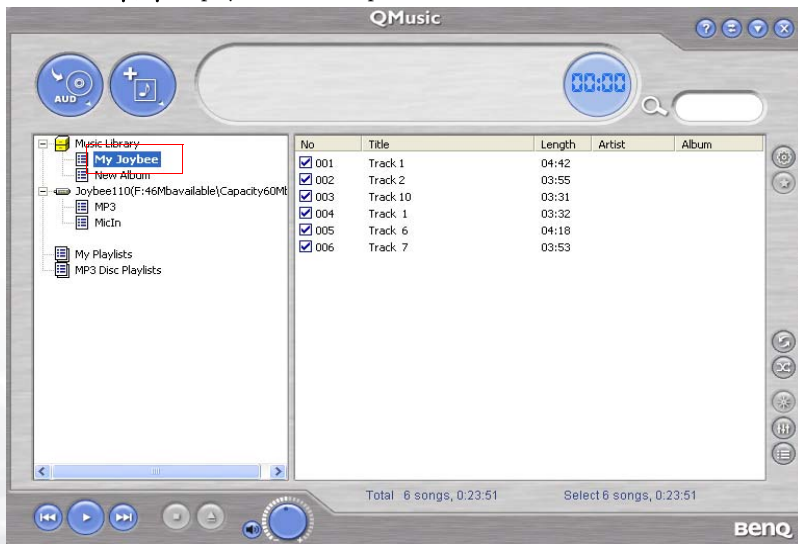 QMusic
AUD
00:00
Music Library
My Joybee
New Album
Joybee110(F:46Mbavailable\Capacity60Mb
MP3
MicIn
My Playlists
MP3 Disc Playlists
No Title Length Artist Album
001 Track 1 04:42
002 Track 2 03:55
003 Track 10 03:31
004 Track 1 03:32
005 Track 6 04:18
006 Track 7 03:53
Total 6 songs, 0:23:51 Select 6 songs, 0:23:51
BenQ